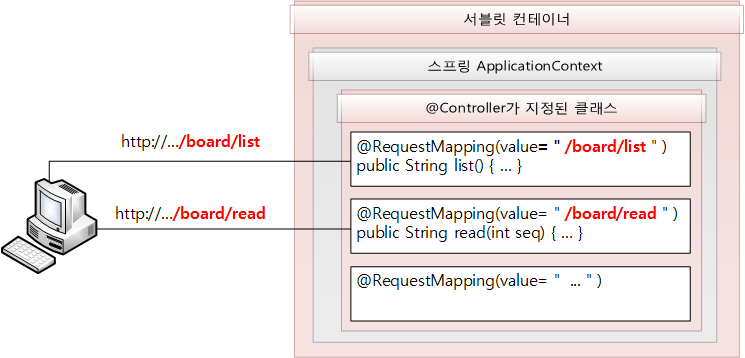 서블릿 컨테이너
스프링 ApplicationContext
@Controller가 지정된 클래스
http://.../board/list
@RequestMapping(value= " /board/list " )
public String list() { ... }
http://.../board/read
@RequestMapping(value= " /board/read " )
public String read(int seq) { ... }
@RequestMapping(value= " ... " )